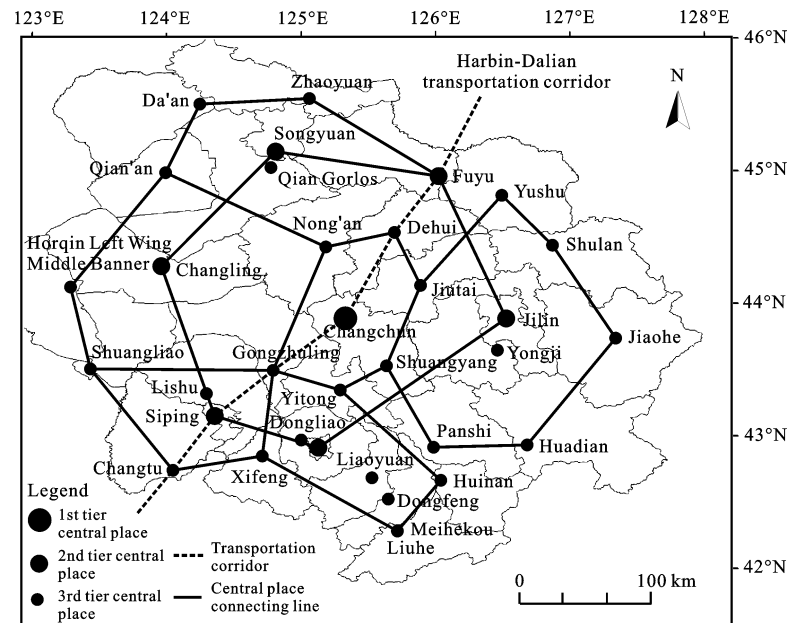 123°E 124°E 125°E 126°E 127°E 128°E
46°N
Harbin-Dalian
transportation corridor
N
Zhaoyuan
Da'an
Songyuan
45°N
Qian'an
Qian Gorlos
Fuyu
Yushu
Nong'an
Dehui
Shulan
Horqin Left Wing
Middle Banner
Changling
Jiutai
44°N
Changchun
Jilin
Jiaohe
Shuangliao
Gongzhuling
Yongji
Shuangyang
Lishu
Yitong
Siping
Dongliao
Panshi
43°N
Huadian
Liaoyuan
Changtu
Xifeng
Huinan
Dongfeng
Meihekou
Liuhe
42°N
Legend
1st tier
central place
2nd tier central
place
3rd tier central
place
Transportation
corridor
Central place
connecting line
0 100 km